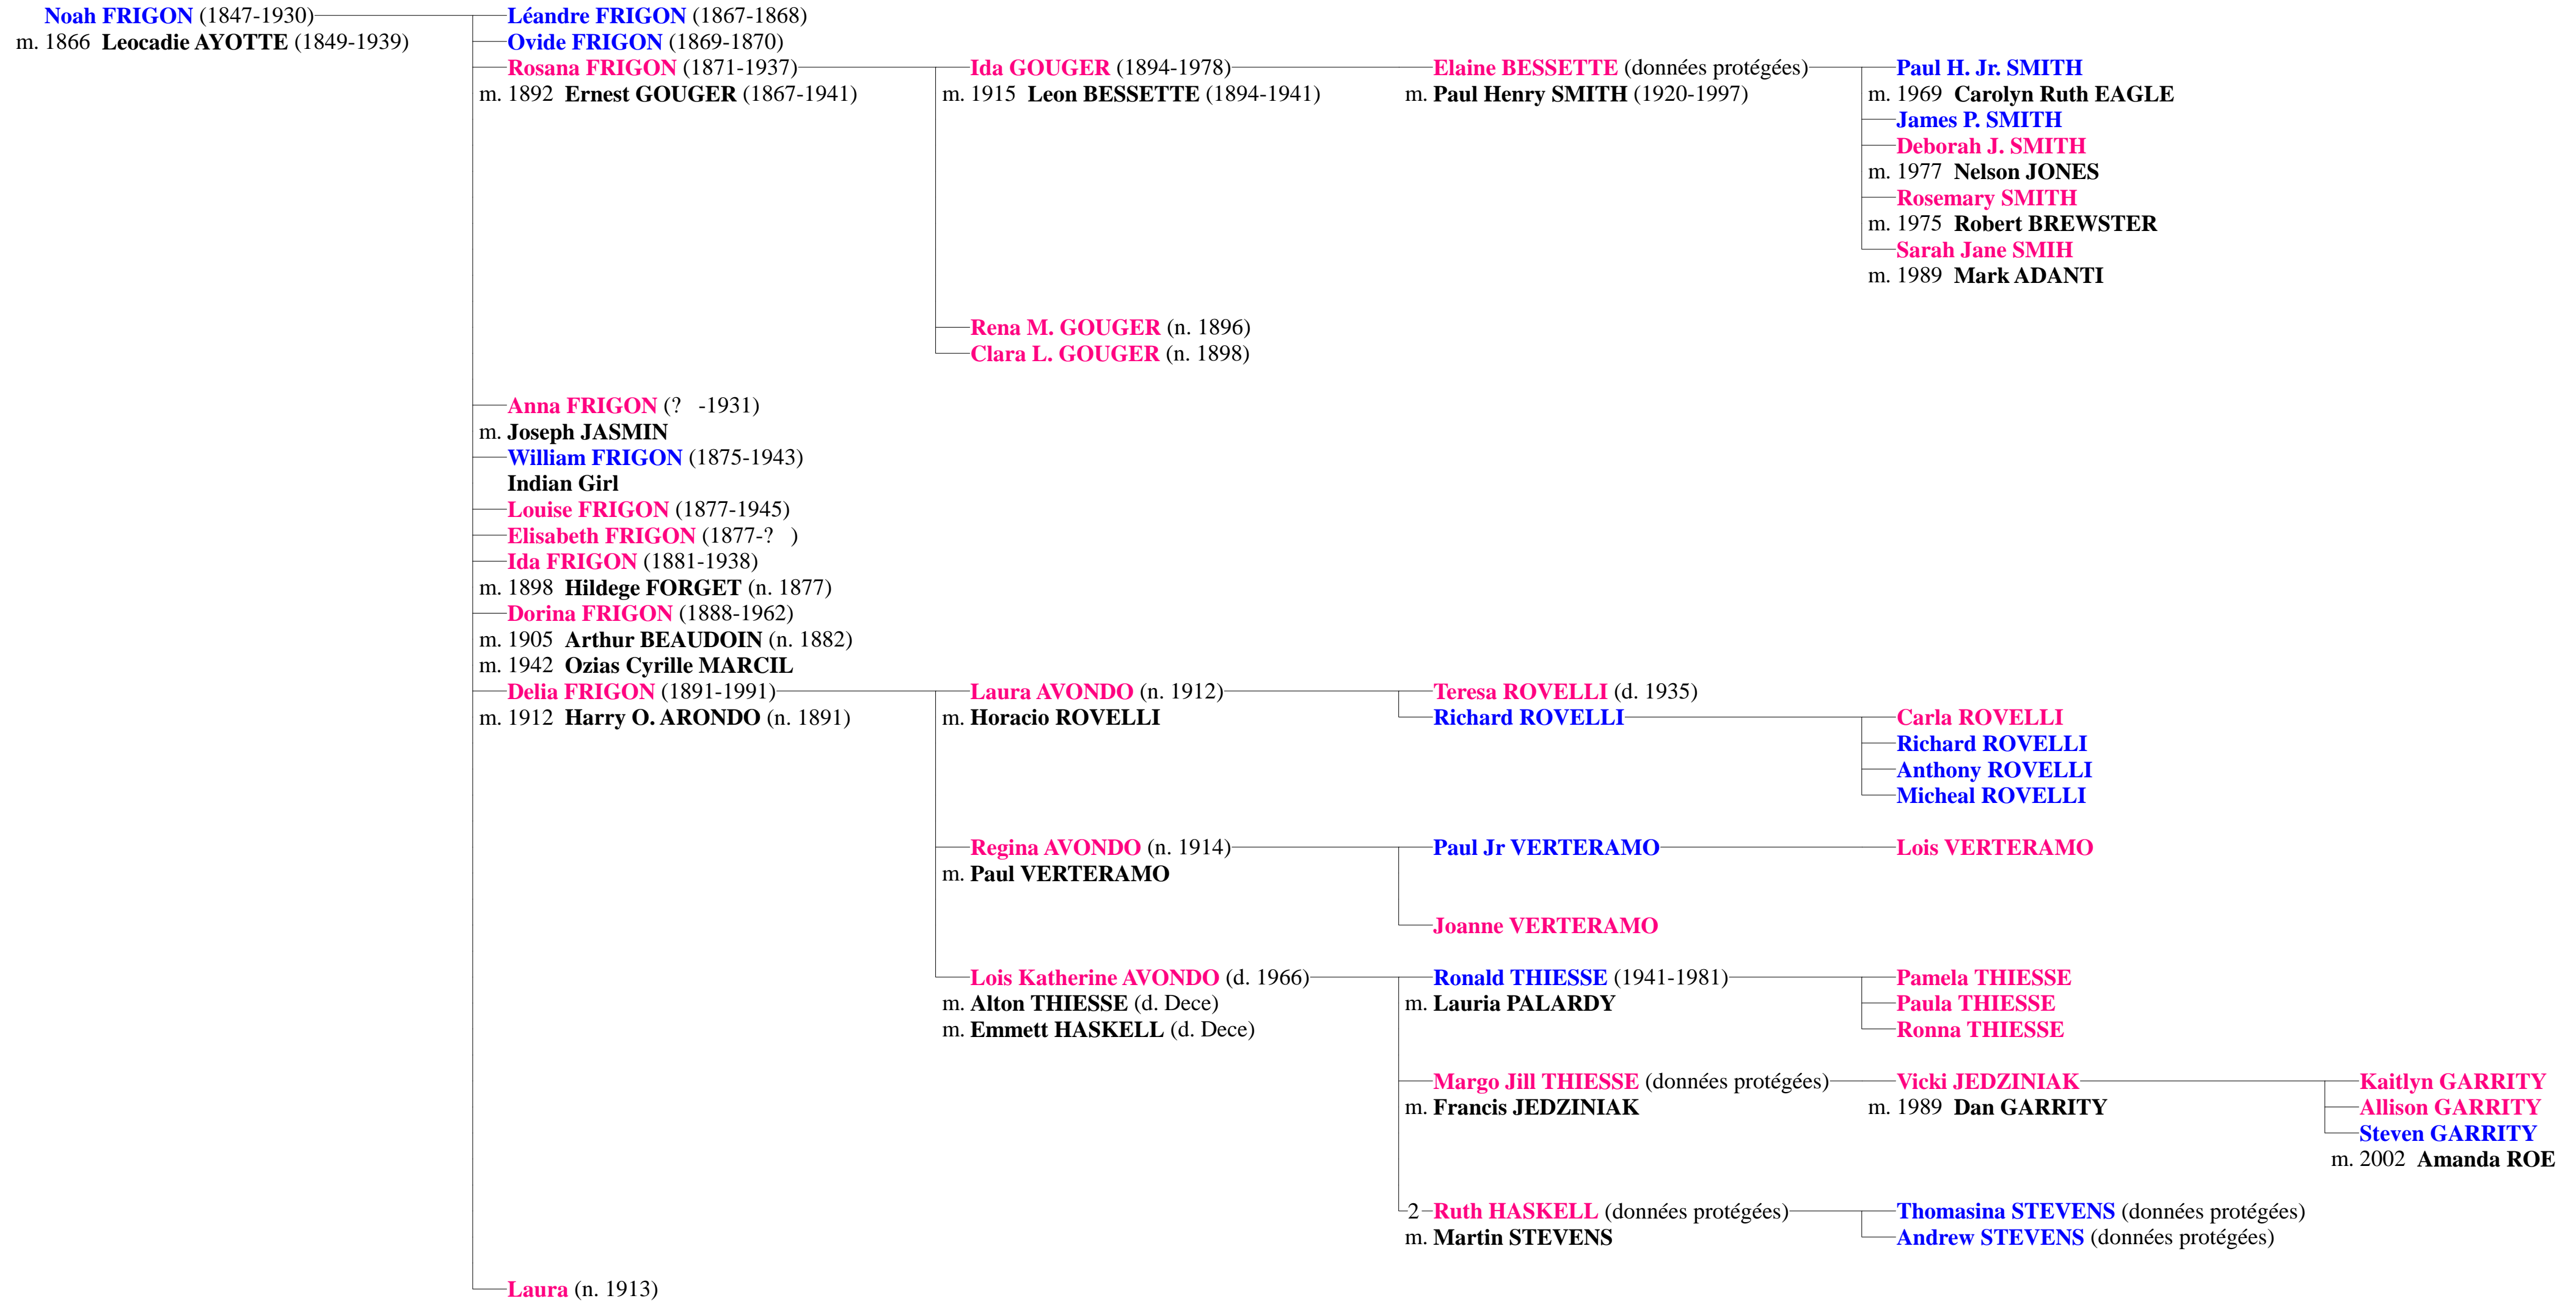 Noah FRIGON (1847-1930) Léandre FRIGON (1867-1868)
m. 1866 Leocadie AYOTTE (1849-1939) Ovide FRIGON (1869-1870)
Rosana FRIGON (1871-1937) Ida GOUGER (1894-1978) Elaine BESSETTE (données protégées) Paul H. Jr. SMITH
m. 1892 Ernest GOUGER (1867-1941) m. 1915 Leon BESSETTE (1894-1941) m. Paul Henry SMITH (1920-1997) m. 1969 Carolyn Ruth EAGLE
James P. SMITH
Deborah J. SMITH
m. 1977 Nelson JONES
Rosemary SMITH
m. 1975 Robert BREWSTER
Sarah Jane SMIH
m. 1989 Mark ADANTI
Rena M. GOUGER (n. 1896)
Clara L. GOUGER (n. 1898)
Anna FRIGON (? -1931)
m. Joseph JASMIN
William FRIGON (1875-1943)
Indian Girl
Louise FRIGON (1877-1945)
Elisabeth FRIGON (1877-? )
Ida FRIGON (1881-1938)
m. 1898 Hildege FORGET (n. 1877)
Dorina FRIGON (1888-1962)
m. 1905 Arthur BEAUDOIN (n. 1882)
m. 1942 Ozias Cyrille MARCIL
Delia FRIGON (1891-1991) Laura AVONDO (n. 1912) Teresa ROVELLI (d. 1935)
m. 1912 Harry O. ARONDO (n. 1891) m. Horacio ROVELLI Richard ROVELLI Carla ROVELLI
Richard ROVELLI
Anthony ROVELLI
Micheal ROVELLI
Regina AVONDO (n. 1914) Paul Jr VERTERAMO Lois VERTERAMO
m. Paul VERTERAMO
Joanne VERTERAMO
Lois Katherine AVONDO (d. 1966) Ronald THIESSE (1941-1981) Pamela THIESSE
m. Alton THIESSE (d. Dece) m. Lauria PALARDY Paula THIESSE
m. Emmett HASKELL (d. Dece) Ronna THIESSE
Margo Jill THIESSE (données protégées) Vicki JEDZINIAK Kaitlyn GARRITY
m. Francis JEDZINIAK m. 1989 Dan GARRITY Allison GARRITY
Steven GARRITY
m. 2002 Amanda ROE
2 Ruth HASKELL (données protégées) Thomasina STEVENS (données protégées)
m. Martin STEVENS Andrew STEVENS (données protégées)
Laura (n. 1913)